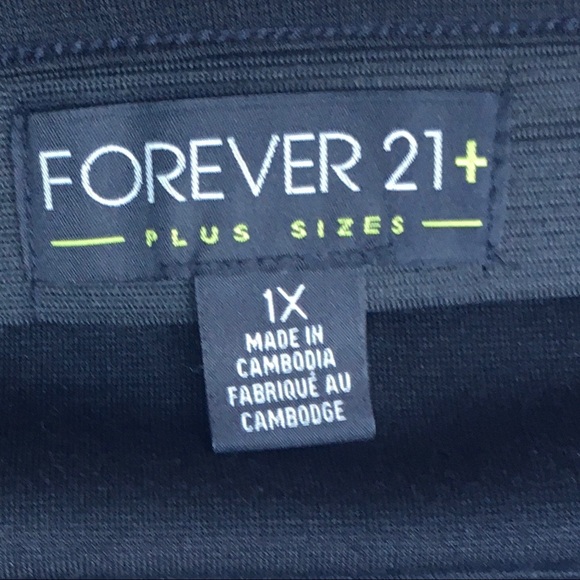 FOREVER 21+
PLUS SIZES
1X
MADE IN
CAMBODIA
FABRIQUÉ AU
CAMBODGE